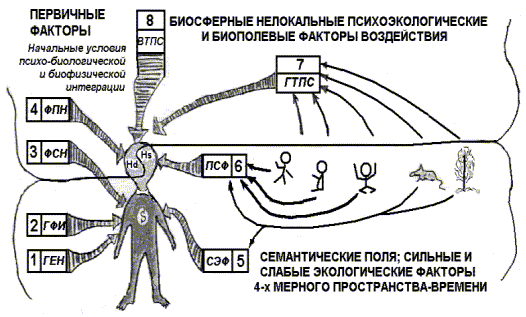 ПЕРВИЧНЫЕ
ФАКТОРЫ
Начальные условия
психо-биологической
и биофизической
интеграции
8
ВТПС
БИОСФЕРНЫЕ НЕЛОКАЛЬНЫЕ ПСИХОЭКОЛОГИЧЕСКИЕ
И БИОПОЛЕВЫЕ ФАКТОРЫ ВОЗДЕЙСТВИЯ
7
ГТПС
4 ФПН
3 ФСН
Hd Hs
ПСФ 6
2 ГФИ
1 ГЕН
$
СЭФ 5
СЕМАНТИЧЕСКИЕ ПОЛЯ; СИЛЬНЫЕ И
СЛАБЫЕ ЭКОЛОГИЧЕСКИЕ ФАКТОРЫ
4-х МЕРНОГО ПРОСТРАНСТВА-ВРЕМЕНИ